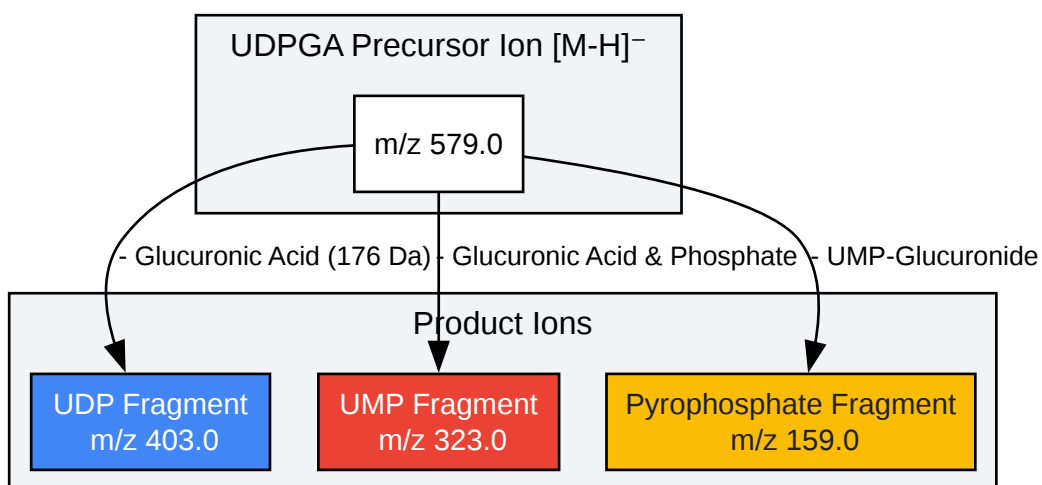 UDPGA Precursor Ion [M-H]⁻
m/z 579.0
- Glucuronic Acid (176 Da)
- Glucuronic Acid & Phosphate
- UMP-Glucuronide
Product Ions
UDP Fragment
m/z 403.0
UMP Fragment
m/z 323.0
Pyrophosphate Fragment
m/z 159.0